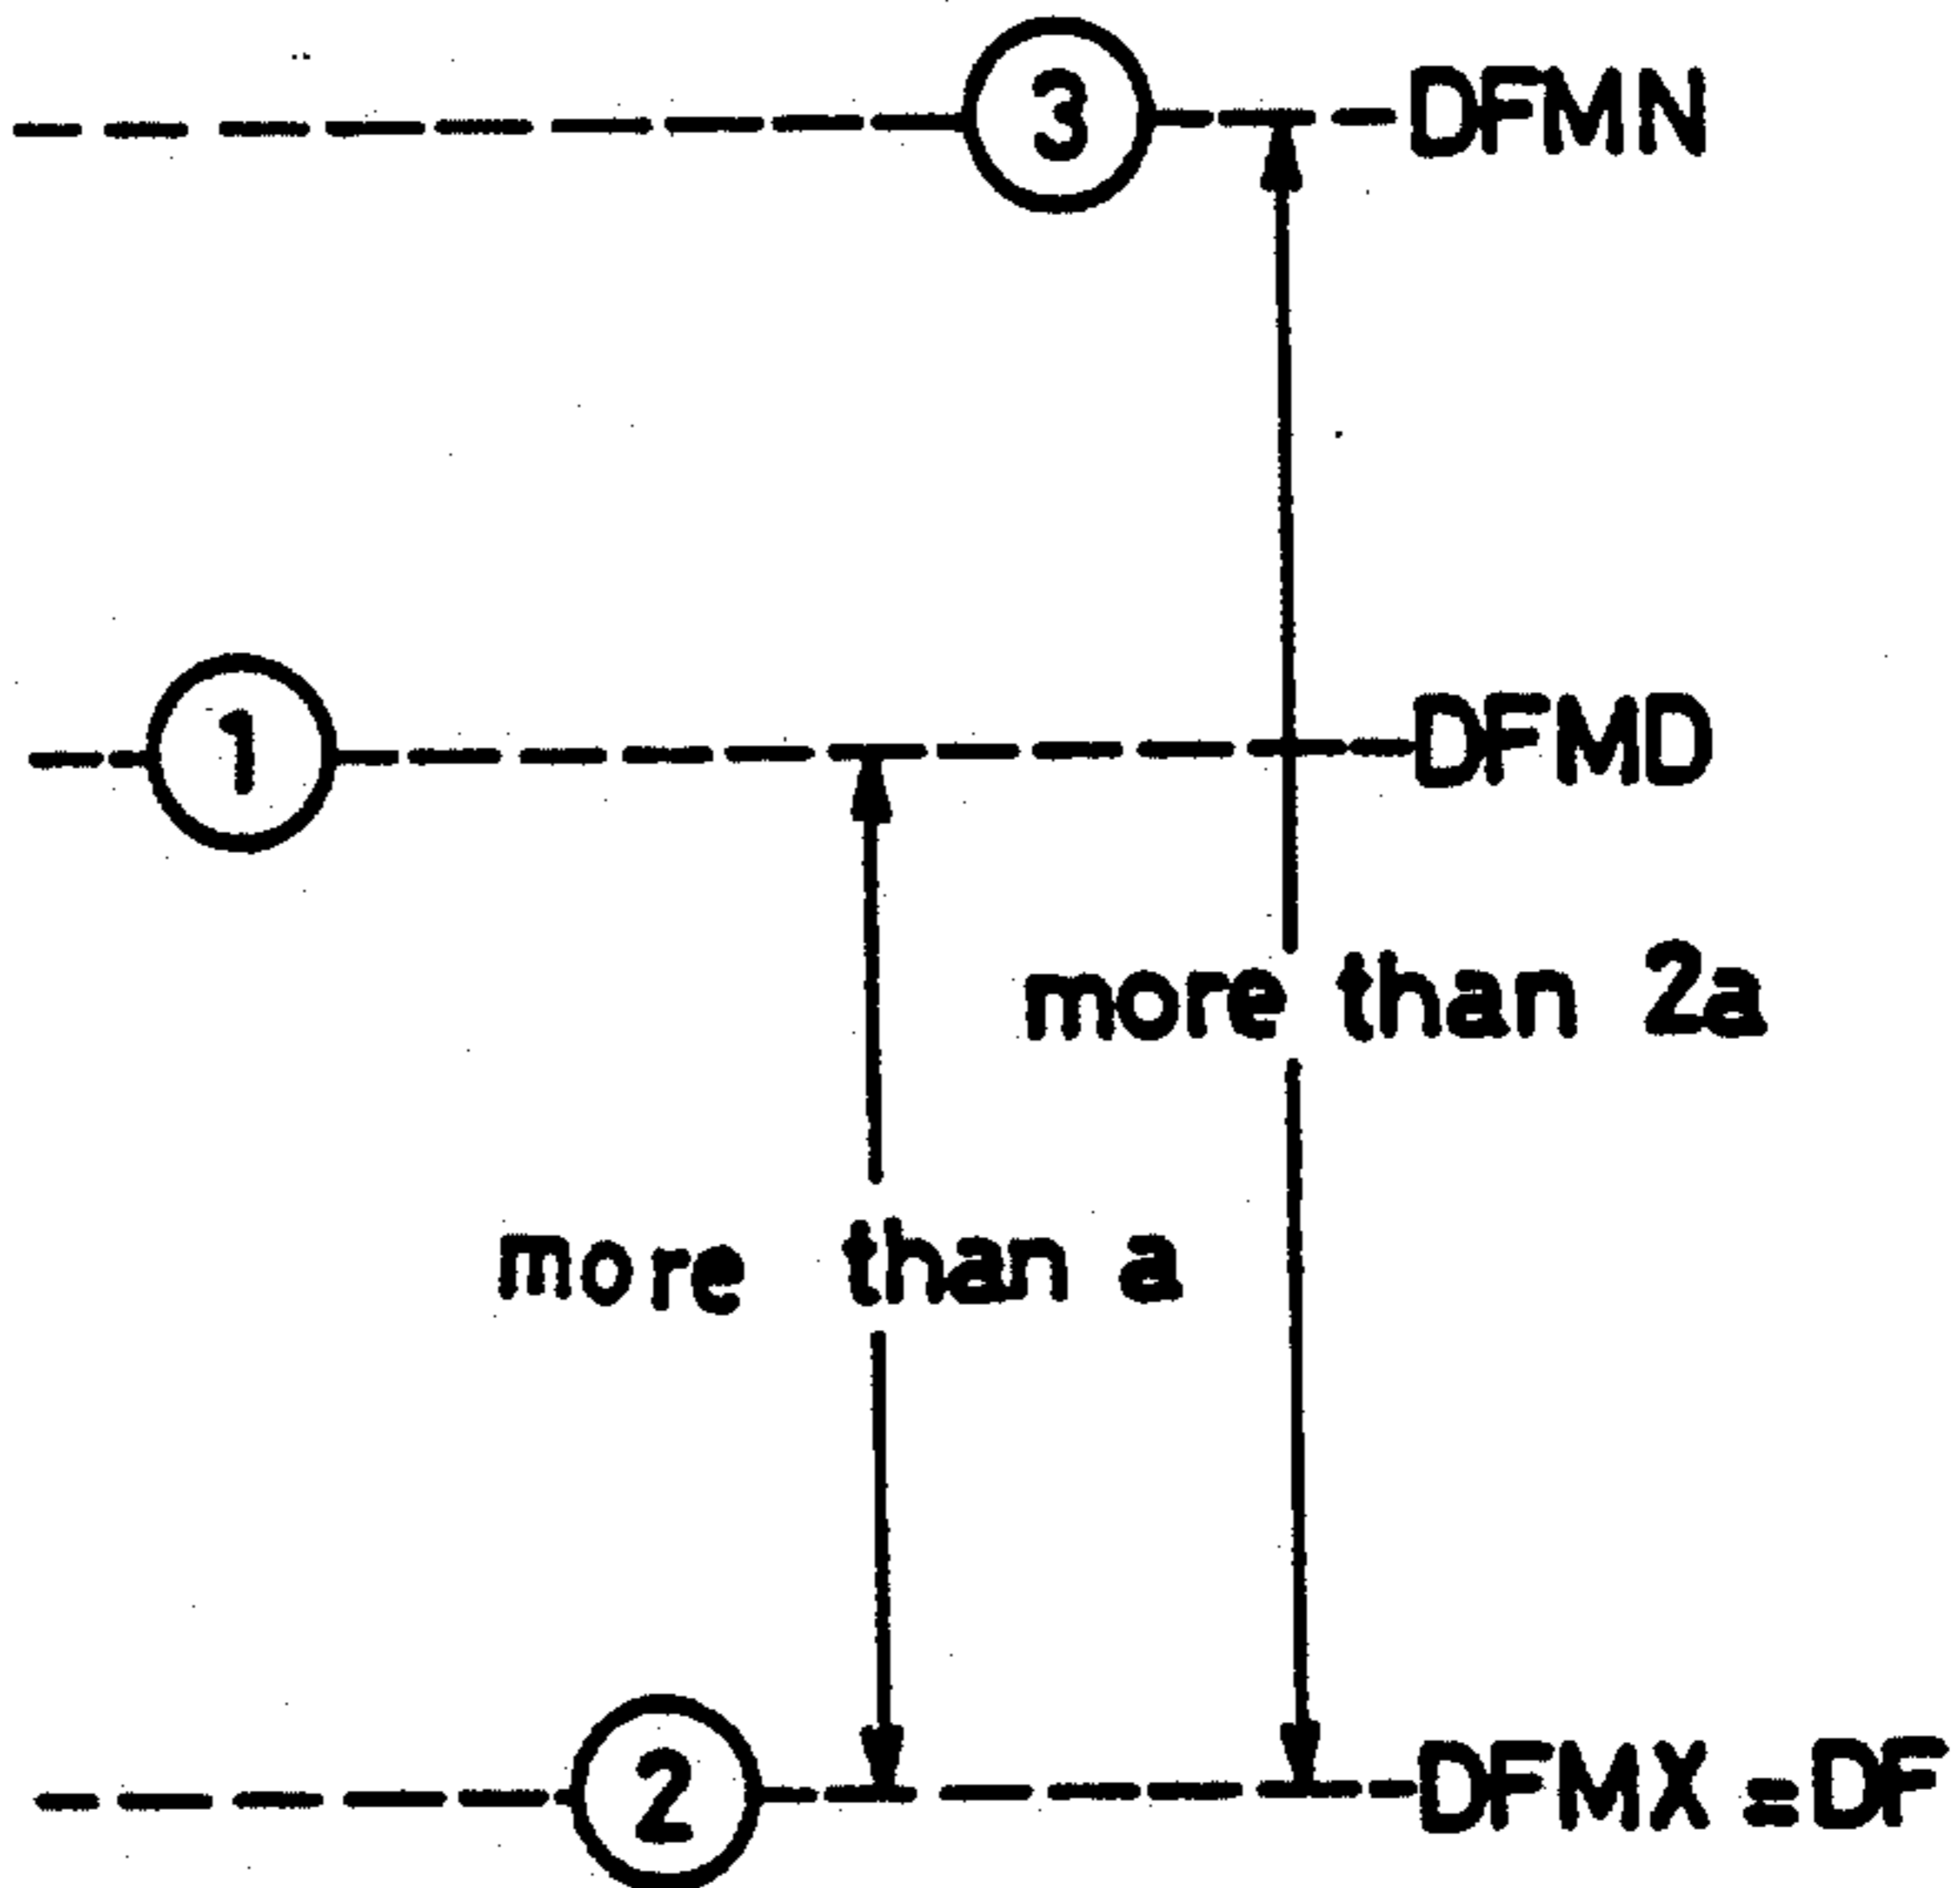 3 DFMN
1 DFMD
more than 2a
more than a
2 DFMX = DF